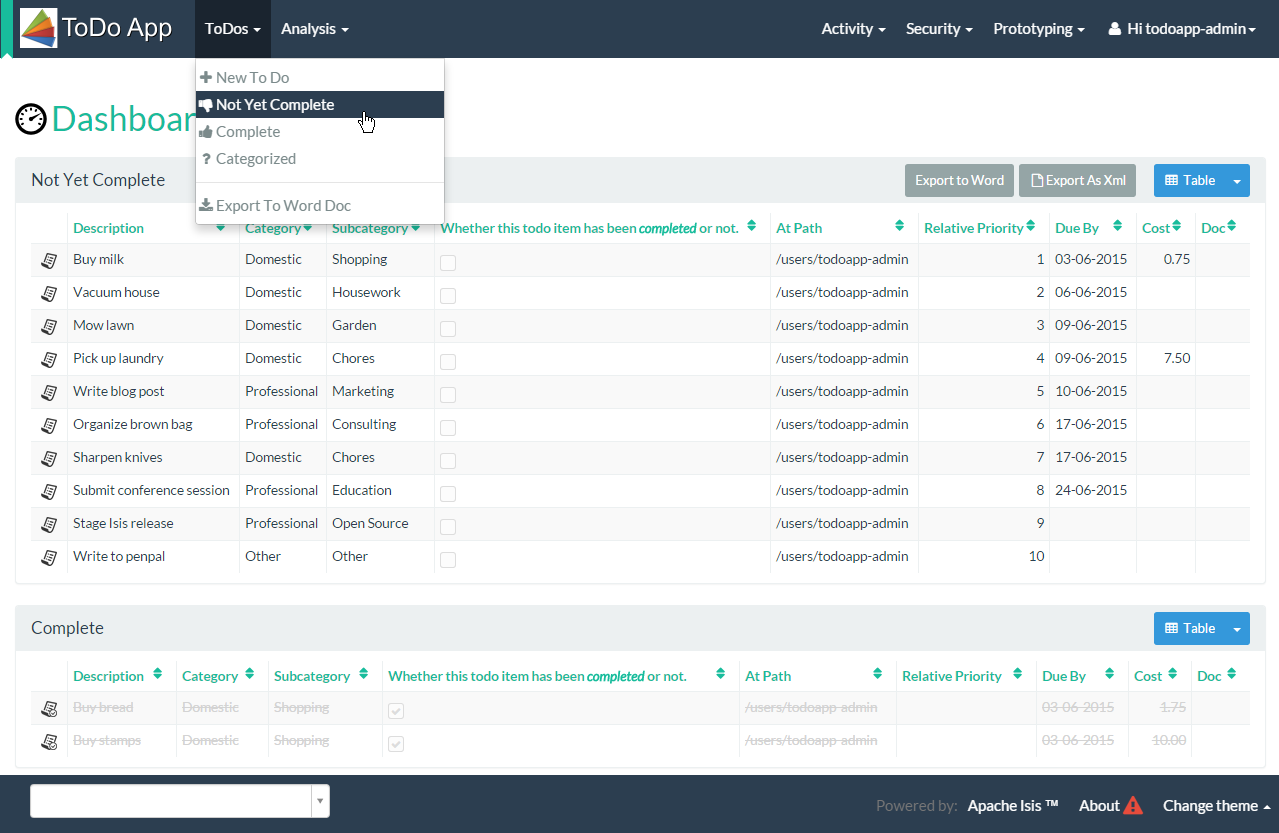 ToDo App ToDos Analysis Activity Security Prototyping Hi todoapp-admin
New To Do
Not Yet Complete
Complete
Categorized
Export To Word Doc
Dashboar
Not Yet Complete Export to Word Export As Xml Table
Description Category Subcategory Whether this todo item has been completed or not. At Path Relative Priority Due By Cost Doc
Buy milk Domestic Shopping /users/todoapp-admin 1 03-06-2015 0.75
Vacuum house Domestic Housework /users/todoapp-admin 2 06-06-2015
Mow lawn Domestic Garden /users/todoapp-admin 3 09-06-2015
Pick up laundry Domestic Chores /users/todoapp-admin 4 09-06-2015 7.50
Write blog post Professional Marketing /users/todoapp-admin 5 10-06-2015
Organize brown bag Professional Consulting /users/todoapp-admin 6 17-06-2015
Sharpen knives Domestic Chores /users/todoapp-admin 7 17-06-2015
Submit conference session Professional Education /users/todoapp-admin 8 24-06-2015
Stage Isis release Professional Open Source /users/todoapp-admin 9
Write to penpal Other Other /users/todoapp-admin 10
Complete Table
Description Category Subcategory Whether this todo item has been completed or not. At Path Relative Priority Due By Cost Doc
Buy bread Domestic Shopping /users/todoapp-admin 03-06-2015 1.75
Buy stamps Domestic Shopping /users/todoapp-admin 03-06-2015 10.00
Powered by: Apache Isis ™ About Change theme